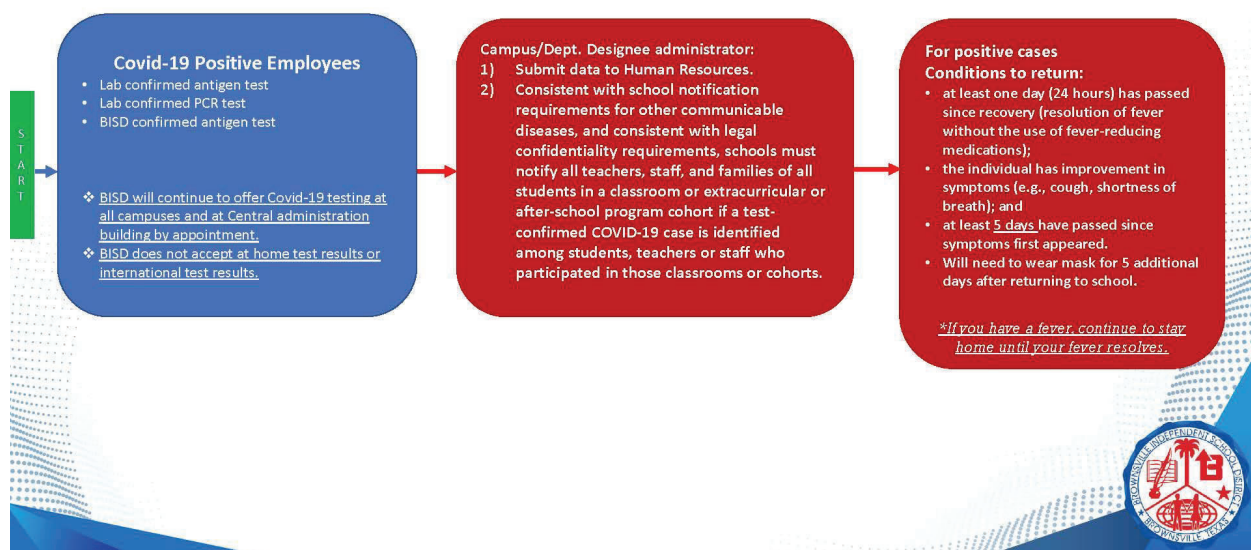 START
Covid-19 Positive Employees
• Lab confirmed antigen test
• Lab confirmed PCR test
• BISD confirmed antigen test
❖ BISD will continue to offer Covid-19 testing at
all campuses and at Central administration
building by appointment.
❖ BISD does not accept at home test results or
international test results.
Campus/Dept. Designee administrator:
1) Submit data to Human Resources.
2) Consistent with school notification
requirements for other communicable
diseases, and consistent with legal
confidentiality requirements, schools must
notify all teachers, staff, and families of all
students in a classroom or extracurricular or
after-school program cohort if a test-
confirmed COVID-19 case is identified
among students, teachers or staff who
participated in those classrooms or cohorts.
For positive cases
Conditions to return:
• at least one day (24 hours) has passed
since recovery (resolution of fever
without the use of fever-reducing
medications);
• the individual has improvement in
symptoms (e.g., cough, shortness of
breath); and
• at least 5 days have passed since
symptoms first appeared.
• Will need to wear mask for 5 additional
days after returning to school.
*If you have a fever, continue to stay
home until your fever resolves.
BROWNSVILLE INDEPENDENT SCHOOL DISTRICT
BROWNSVILLE, TEXAS